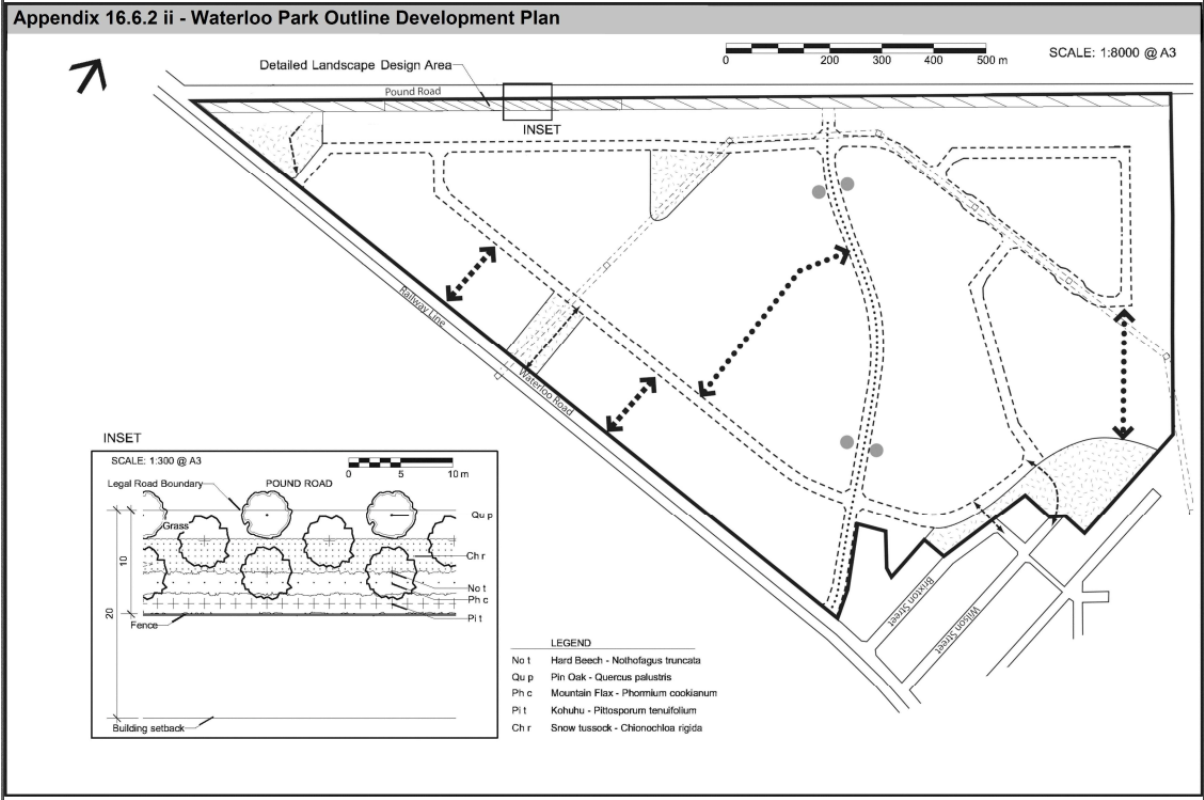 Appendix 16.6.2 ii - Waterloo Park Outline Development Plan
Detailed Landscape Design Area
0 100 200 300 400 500 m
SCALE: 1:8000 @ A3
Pound Road
INSET
Railway Line
Waterloo Road
Brixton Street
Wilson Street
INSET
SCALE: 1:300 @ A3
0 5 10 m
Legal Road Boundary
POUND ROAD
Qu p
Grass
Ch r
10
No t
Ph c
20
Pi t
Fence
Building setback
LEGEND
No t Hard Beech - Nothofagus truncata
Qu p Pin Oak - Quercus palustris
Ph c Mountain Flax - Phormium cookianum
Pi t Kohuhu - Pittosporum tenuifolium
Ch r Snow tussock - Chionochloa rigida